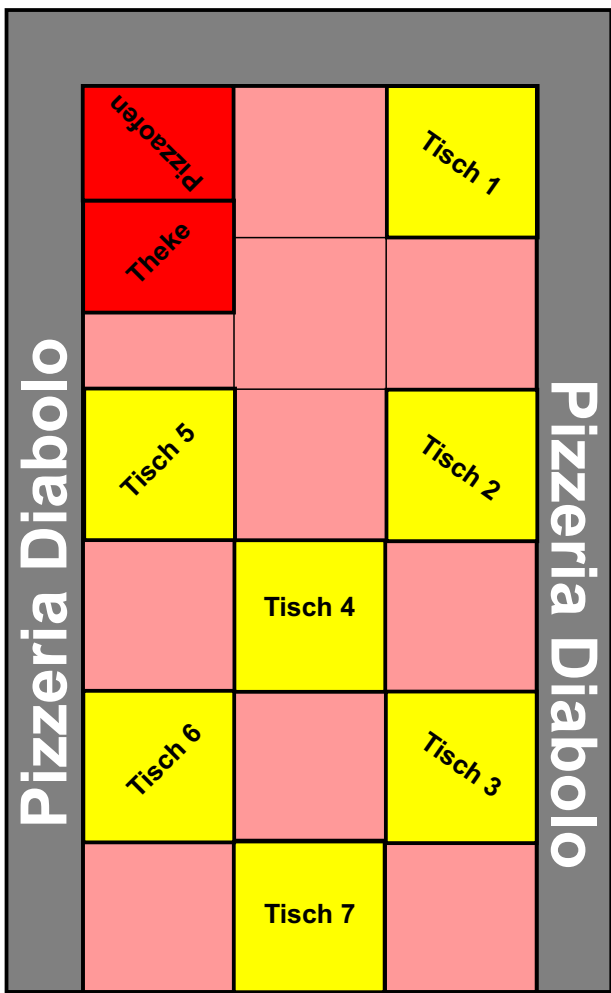 Pizzaofen
Tisch 1
Theke
Pizzeria Diabolo
Pizzeria Diabolo
Tisch 5
Tisch 2
Tisch 4
Tisch 6
Tisch 3
Tisch 7